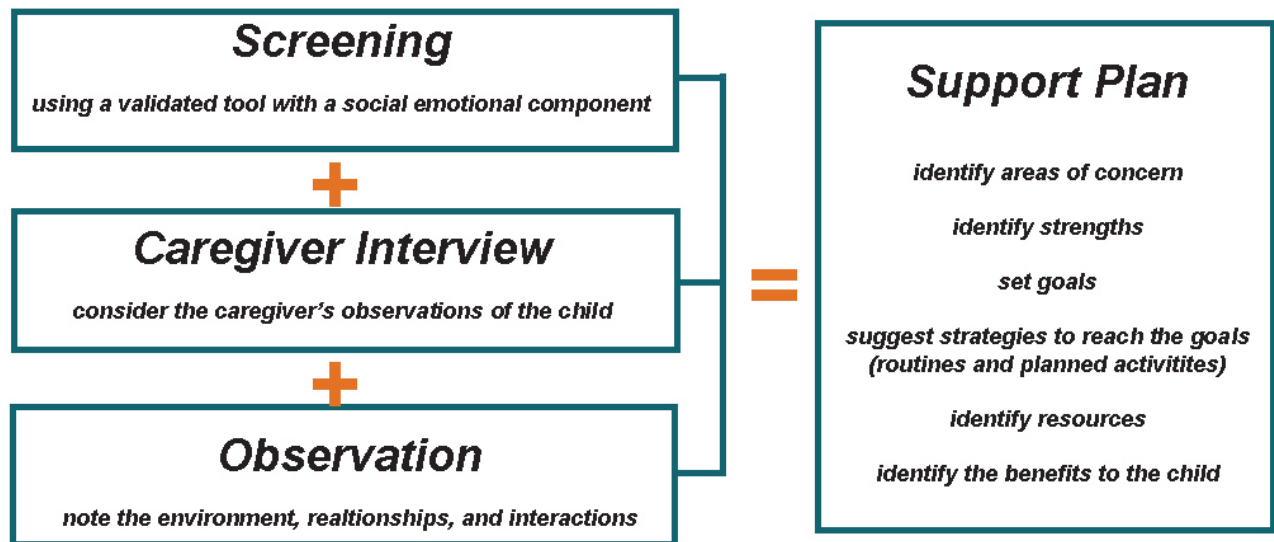 Screening
using a validated tool with a social emotional component
+
Caregiver Interview
consider the caregiver's observations of the child
+
Observation
note the environment, realtionships, and interactions
=
Support Plan
identify areas of concern
identify strengths
set goals
suggest strategies to reach the goals
(routines and planned activitites)
identify resources
identify the benefits to the child